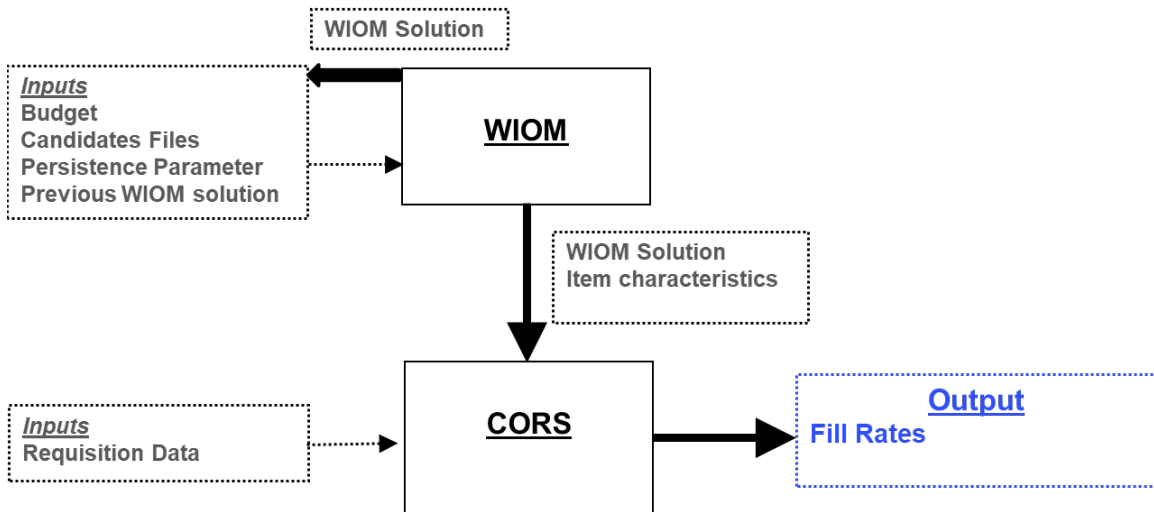 WIOM Solution
Inputs
Budget
Candidates Files
Persistence Parameter
Previous WIOM solution
WIOM
WIOM Solution
Item characteristics
Inputs
Requisition Data
CORS
Output
Fill Rates